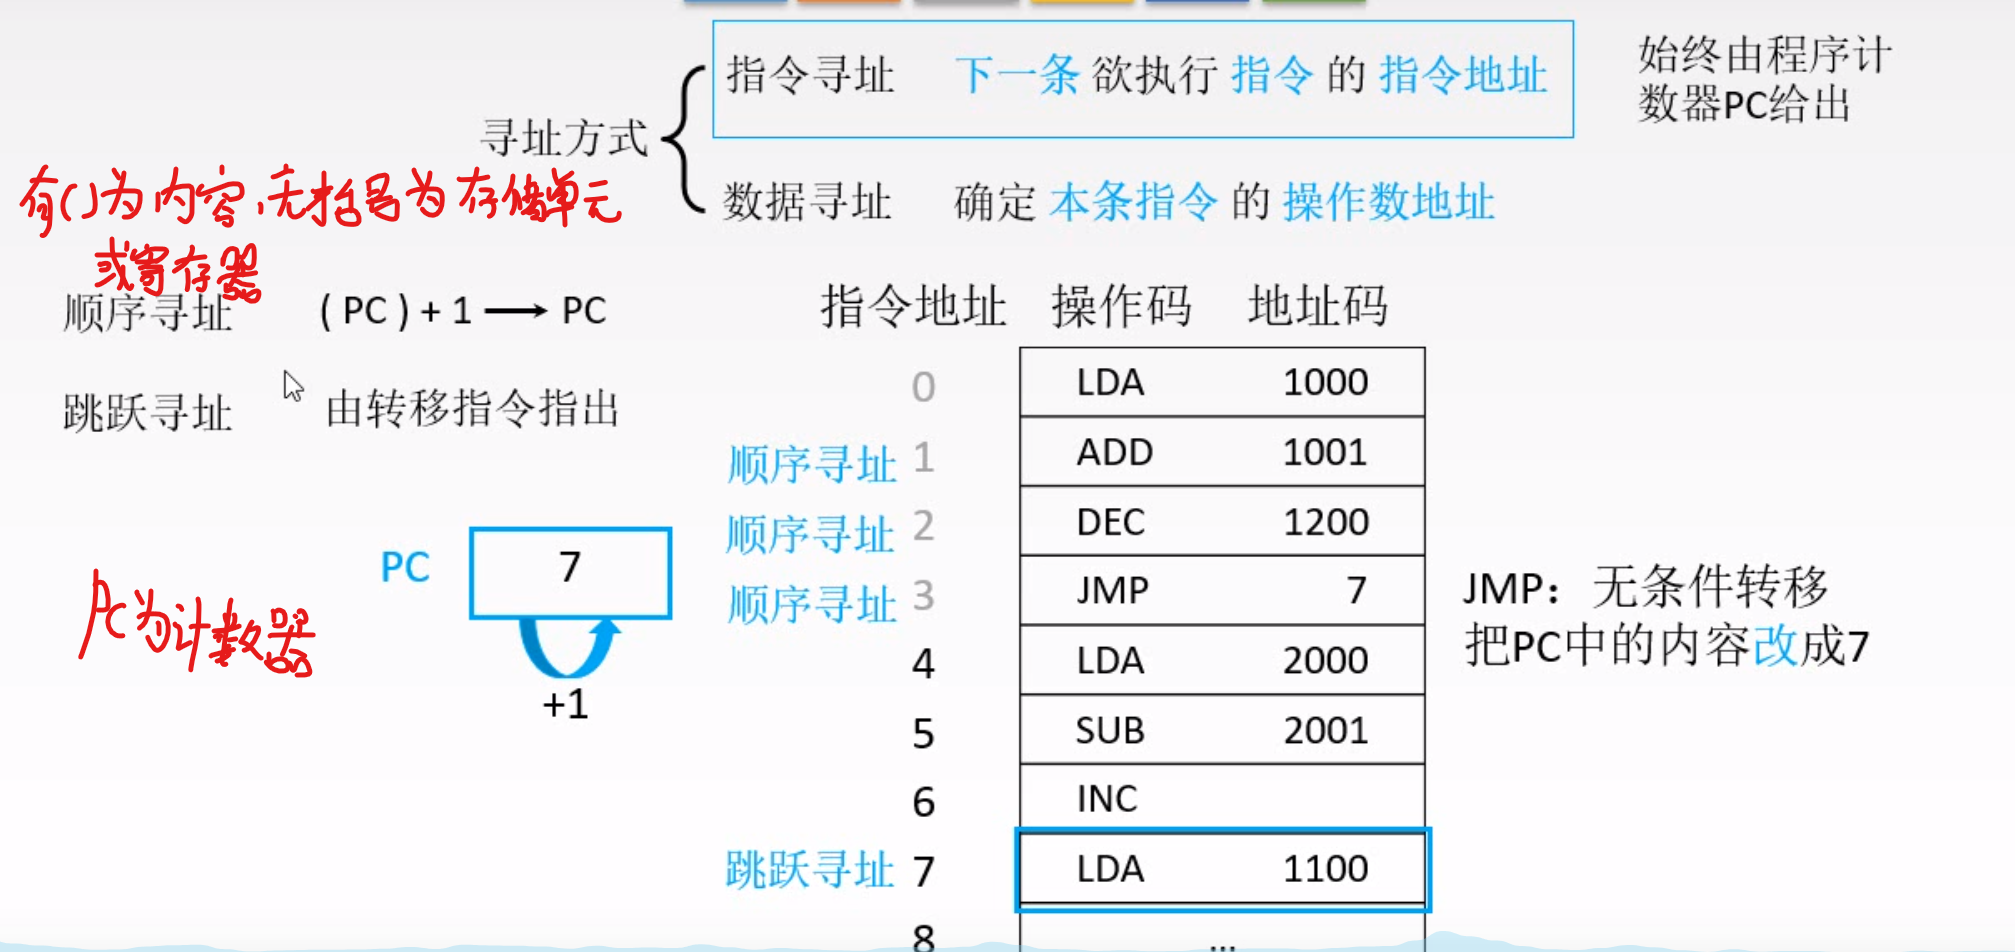 指令寻址 下一条 欲执行 指令 的 指令地址
始终由程序计
数器PC给出
寻址方式
数据寻址 确定 本条指令 的 操作数地址
有()为内容,无括号为存储单元
或寄存器
顺序寻址 (PC)+1 → PC
跳跃寻址 由转移指令指出
PC 7
+1
PC为计数器
指令地址 操作码 地址码
0 LDA 1000
顺序寻址 1 ADD 1001
顺序寻址 2 DEC 1200
顺序寻址 3 JMP 7
4 LDA 2000
5 SUB 2001
6 INC
跳跃寻址 7 LDA 1100
8 ...
JMP：无条件转移
把PC中的内容改成7